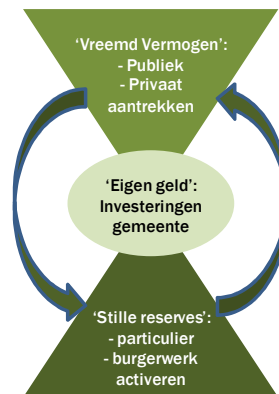 ‘Vreemd Vermogen’:
- Publiek
- Privaat
aantrekken
‘Eigen geld’:
Investeringen
gemeente
‘Stille reserves’:
- particulier
- burgerwerk
activeren